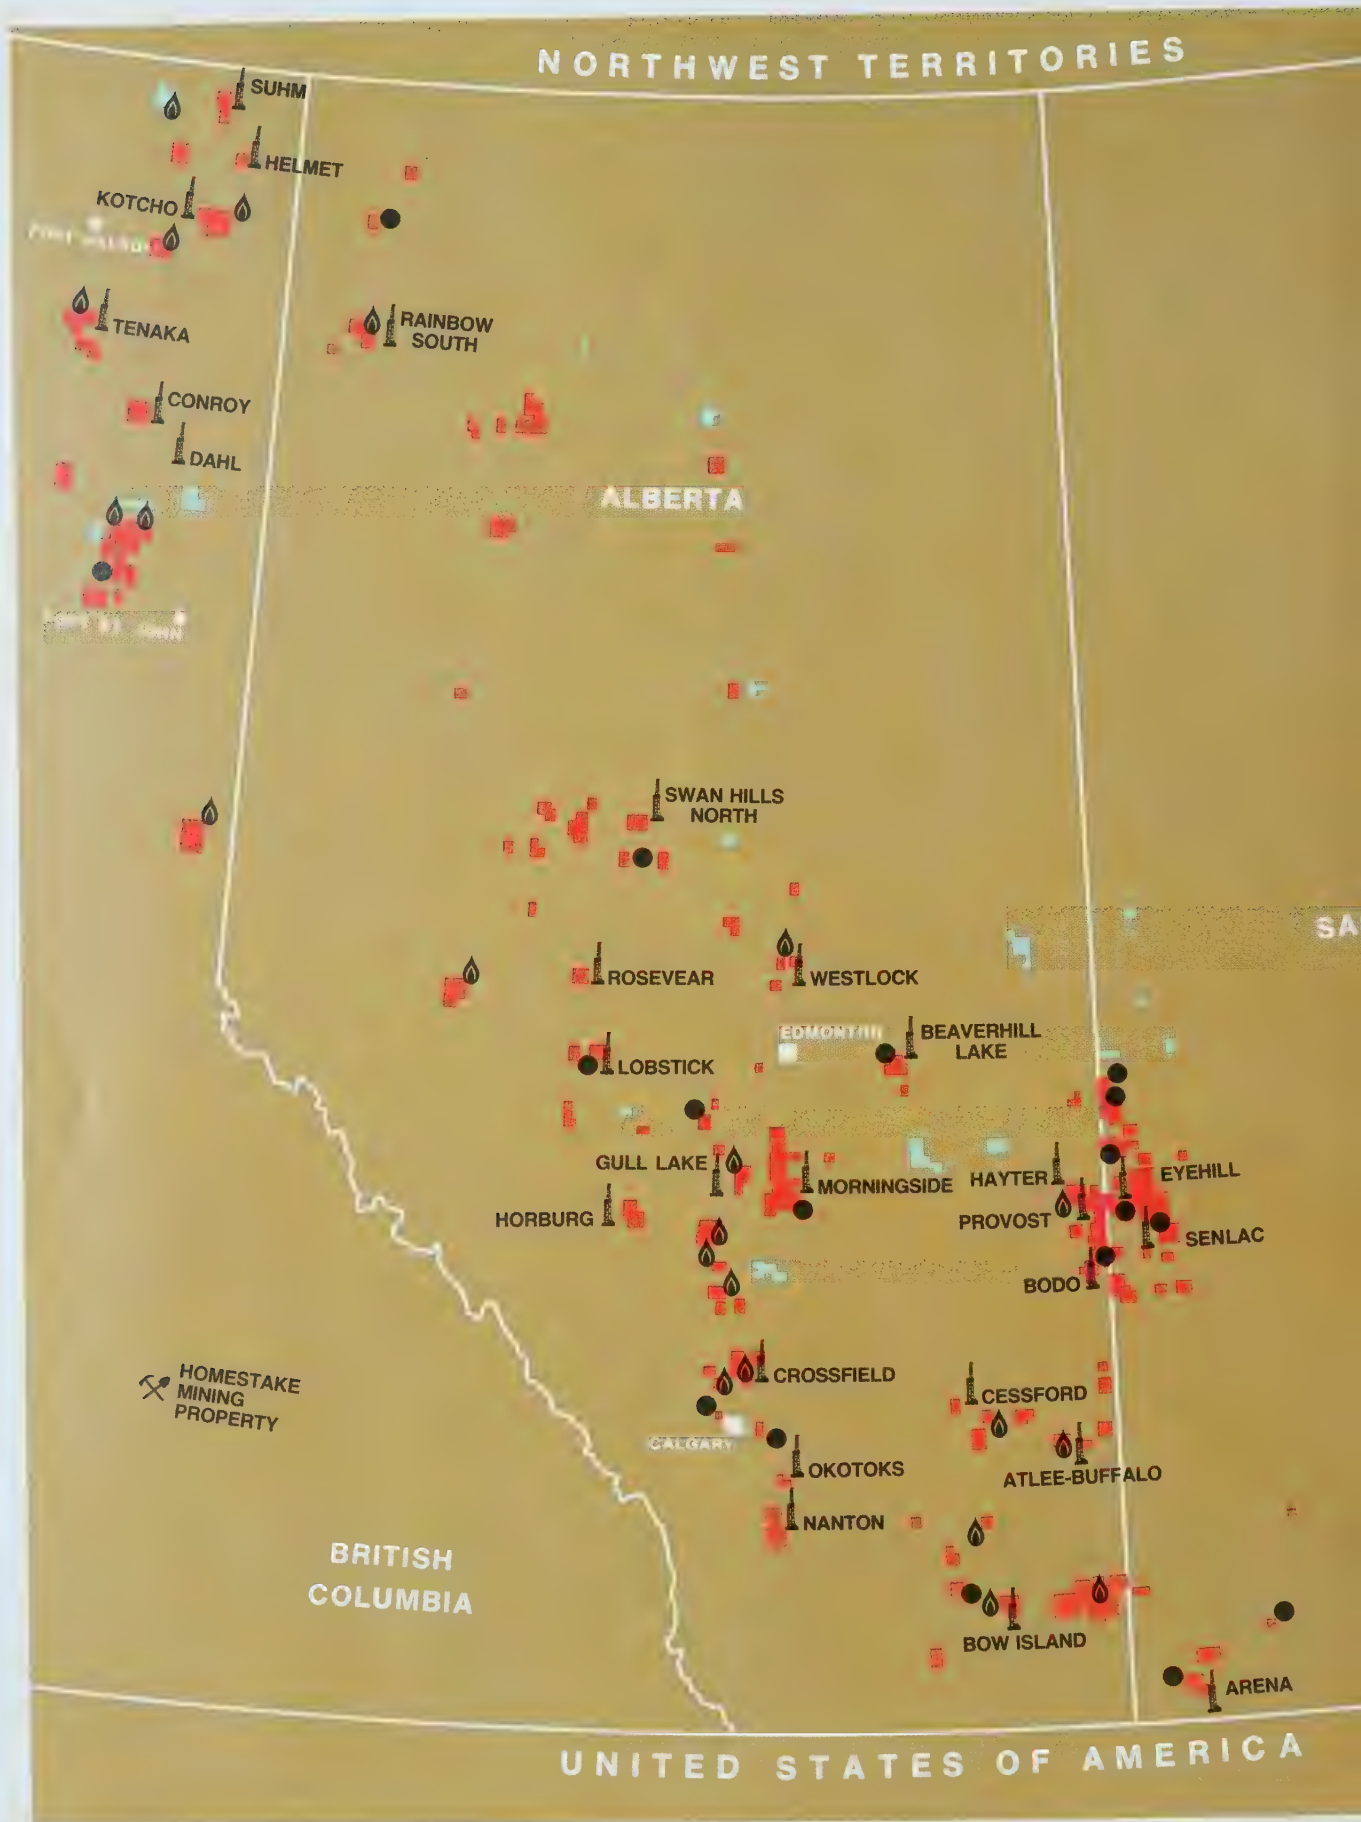 NORTHWEST TERRITORIES
SUHM
HELMET
KOTCHO
TENAKA
RAINBOW
SOUTH
CONROY
DAHL
ALBERTA
SWAN HILLS
NORTH
SA
ROSEVEAR
WESTLOCK
BEAVERHILL
LAKE
LOBSTICK
GULL LAKE
MORNINGSIDE
HAYTER
EYEHILL
HORBURG
PROVOST
SENLAC
BODO
HOMESTAKE
MINING
PROPERTY
CROSSFIELD
CESSFORD
CALGARY
OKOTOKS
ATLEE-BUFFALO
NANTON
BRITISH
COLUMBIA
BOW ISLAND
ARENA
UNITED STATES OF AMERICA